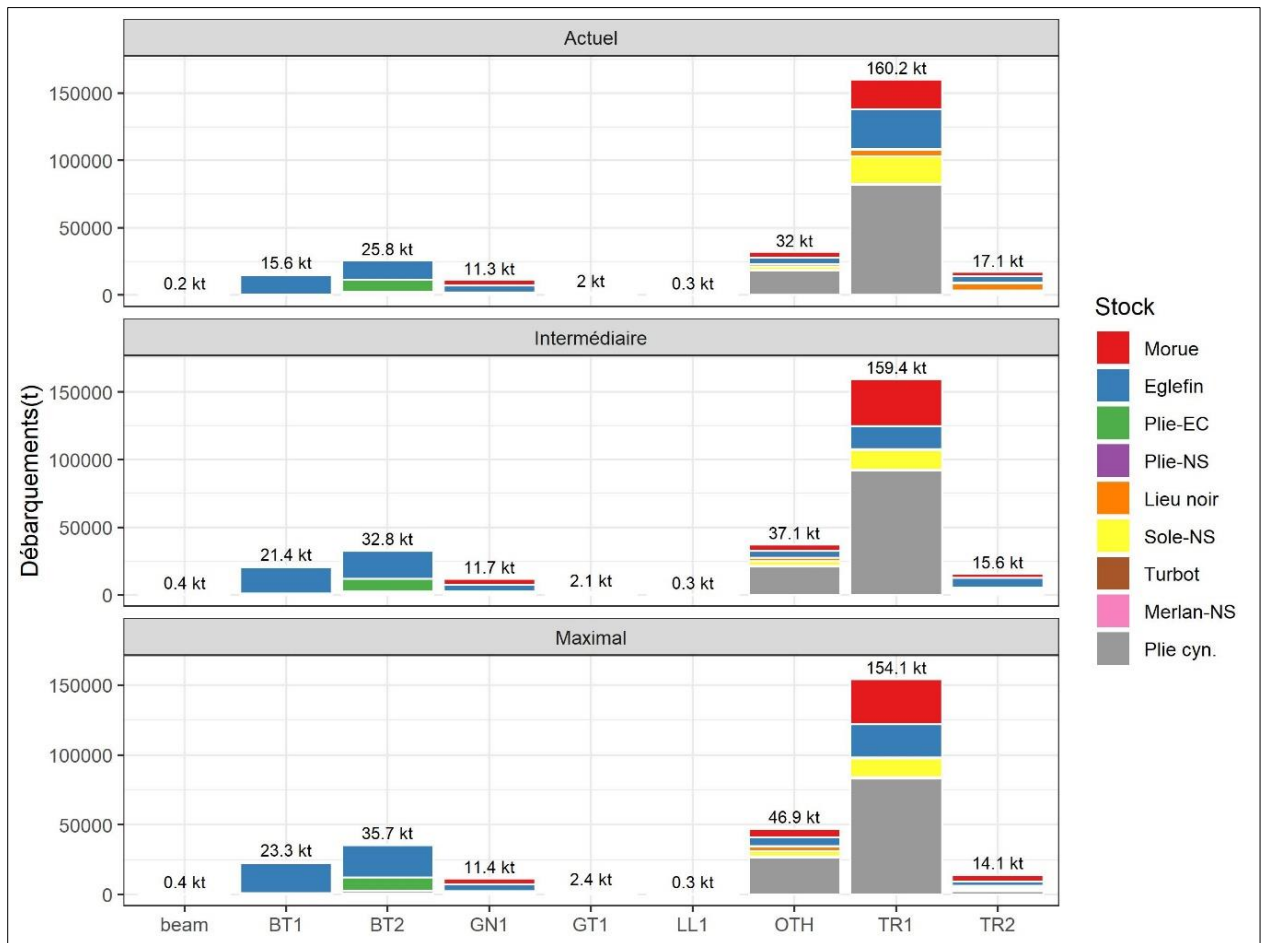 Actuel
160.2 kt
150000
100000
50000
32 kt
25.8 kt
17.1 kt
15.6 kt
11.3 kt
0.2 kt
2 kt
0.3 kt
0
Intermédiaire
159.4 kt
150000
100000
50000
37.1 kt
32.8 kt
21.4 kt
15.6 kt
11.7 kt
0.4 kt
2.1 kt
0.3 kt
0
Maximal
154.1 kt
150000
100000
50000
46.9 kt
35.7 kt
23.3 kt
14.1 kt
11.4 kt
0.4 kt
2.4 kt
0.3 kt
0
beam BT1 BT2 GN1 GT1 LL1 OTH TR1 TR2
Débarquements(t)
Stock
Morue
Eglefin
Plie-EC
Plie-NS
Lieu noir
Sole-NS
Turbot
Merlan-NS
Plie cyn.